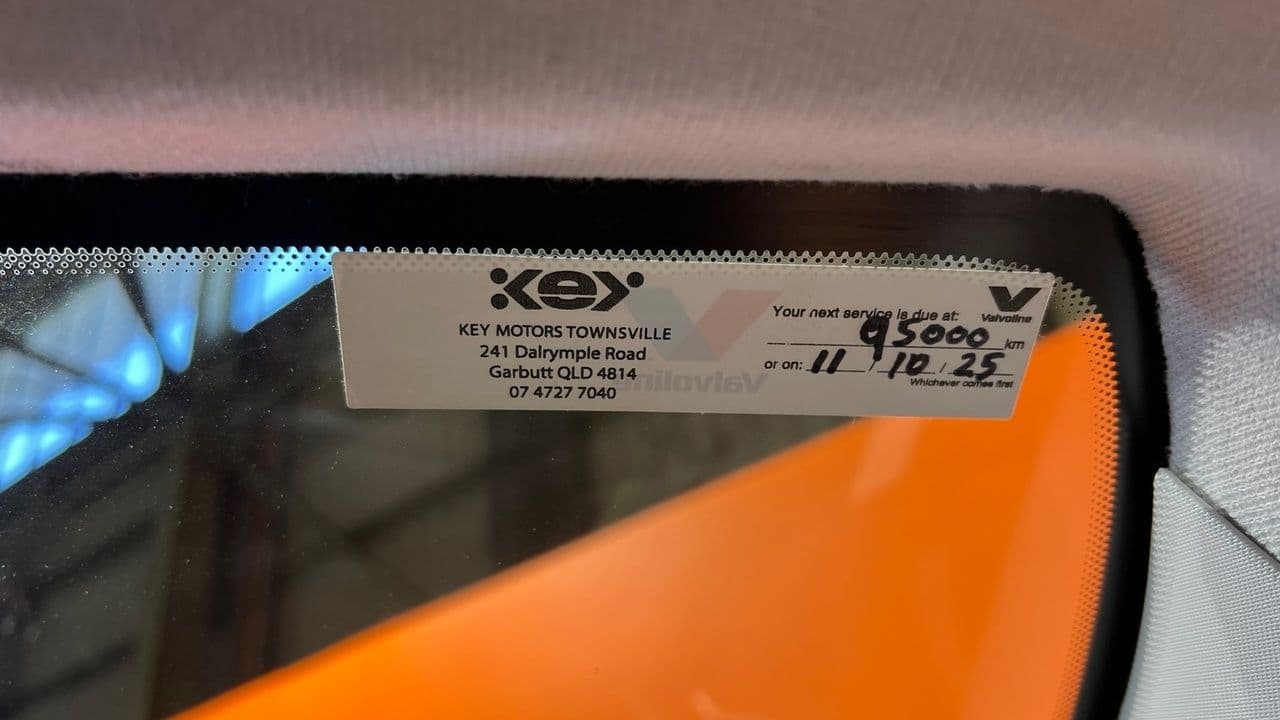 key
KEY MOTORS TOWNSVILLE
241 Dalrymple Road
Garbutt QLD 4814
07 4727 7040
Valvoline
Your next service is due at:
Valvoline
95000 km
or on: 11 / 10 / 25
Whichever comes first